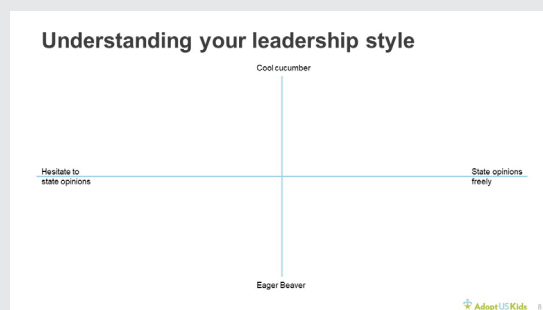 Understanding your leadership style
Cool cucumber
Hesitate to
state opinions
State opinions
freely
Eager Beaver
AdoptUSKids 8